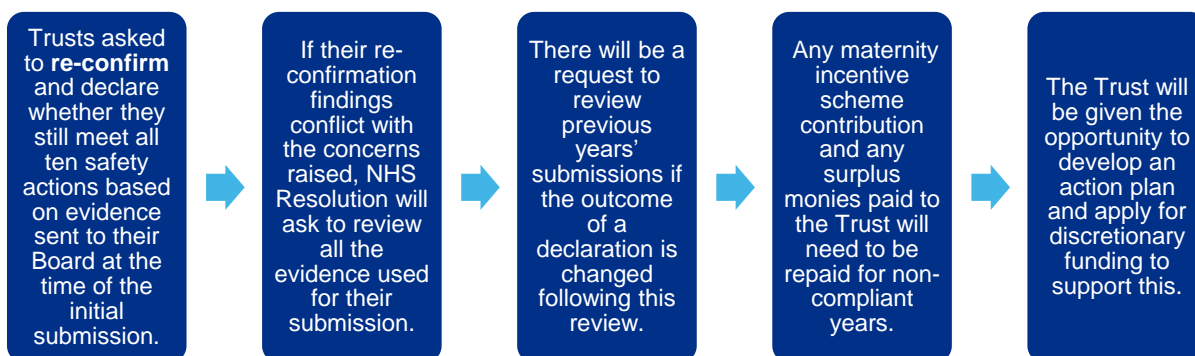 Trusts asked
to re-confirm
and declare
whether they
still meet all
ten safety
actions based
on evidence
sent to their
Board at the
time of the
initial
submission.
If their re-
confirmation
findings
conflict with
the concerns
raised, NHS
Resolution will
ask to review
all the
evidence used
for their
submission.
There will be a
request to
review
previous
years'
submissions if
the outcome
of a
declaration is
changed
following this
review.
Any maternity
incentive
scheme
contribution
and any
surplus
monies paid to
the Trust will
need to be
repaid for non-
compliant
years.
The Trust will
be given the
opportunity to
develop an
action plan
and apply for
discretionary
funding to
support this.